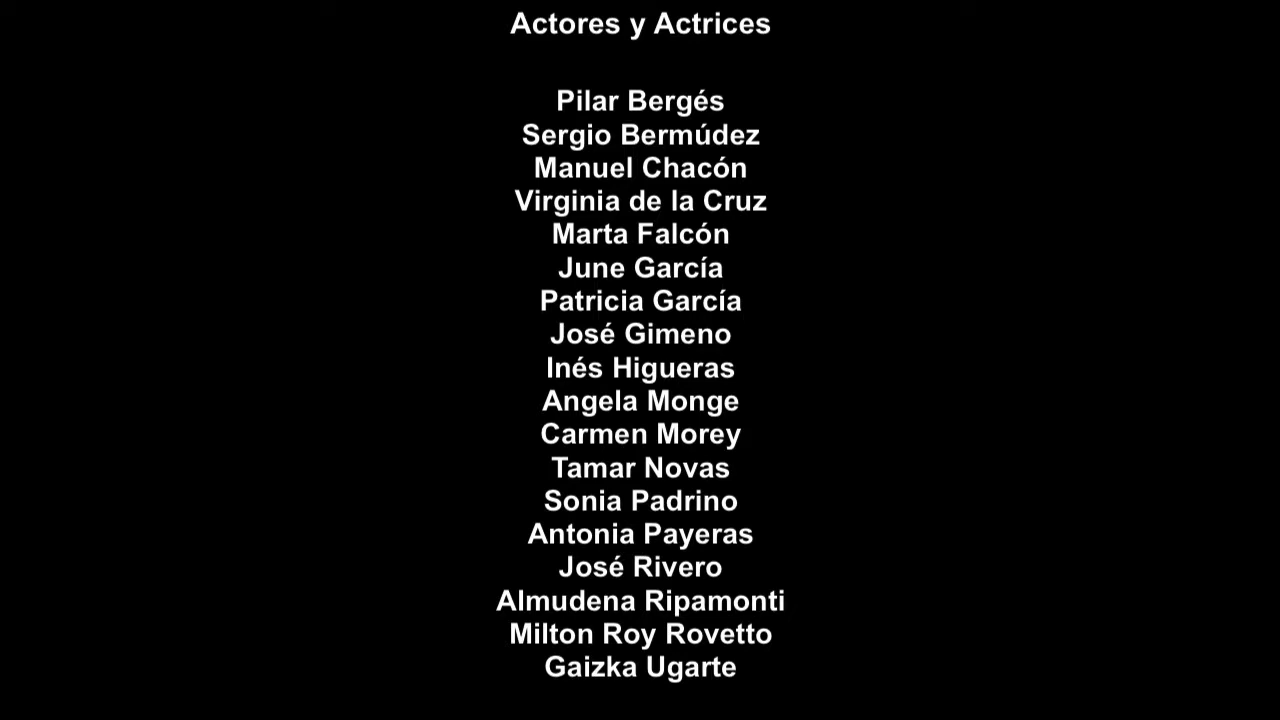 Actores y Actrices
Pilar Bergés
Sergio Bermúdez
Manuel Chacón
Virginia de la Cruz
Marta Falcón
June García
Patricia García
José Gimeno
Inés Higueras
Angela Monge
Carmen Morey
Tamar Novas
Sonia Padrino
Antonia Payeras
José Rivero
Almudena Ripamonti
Milton Roy Rovetto
Gaizka Ugarte